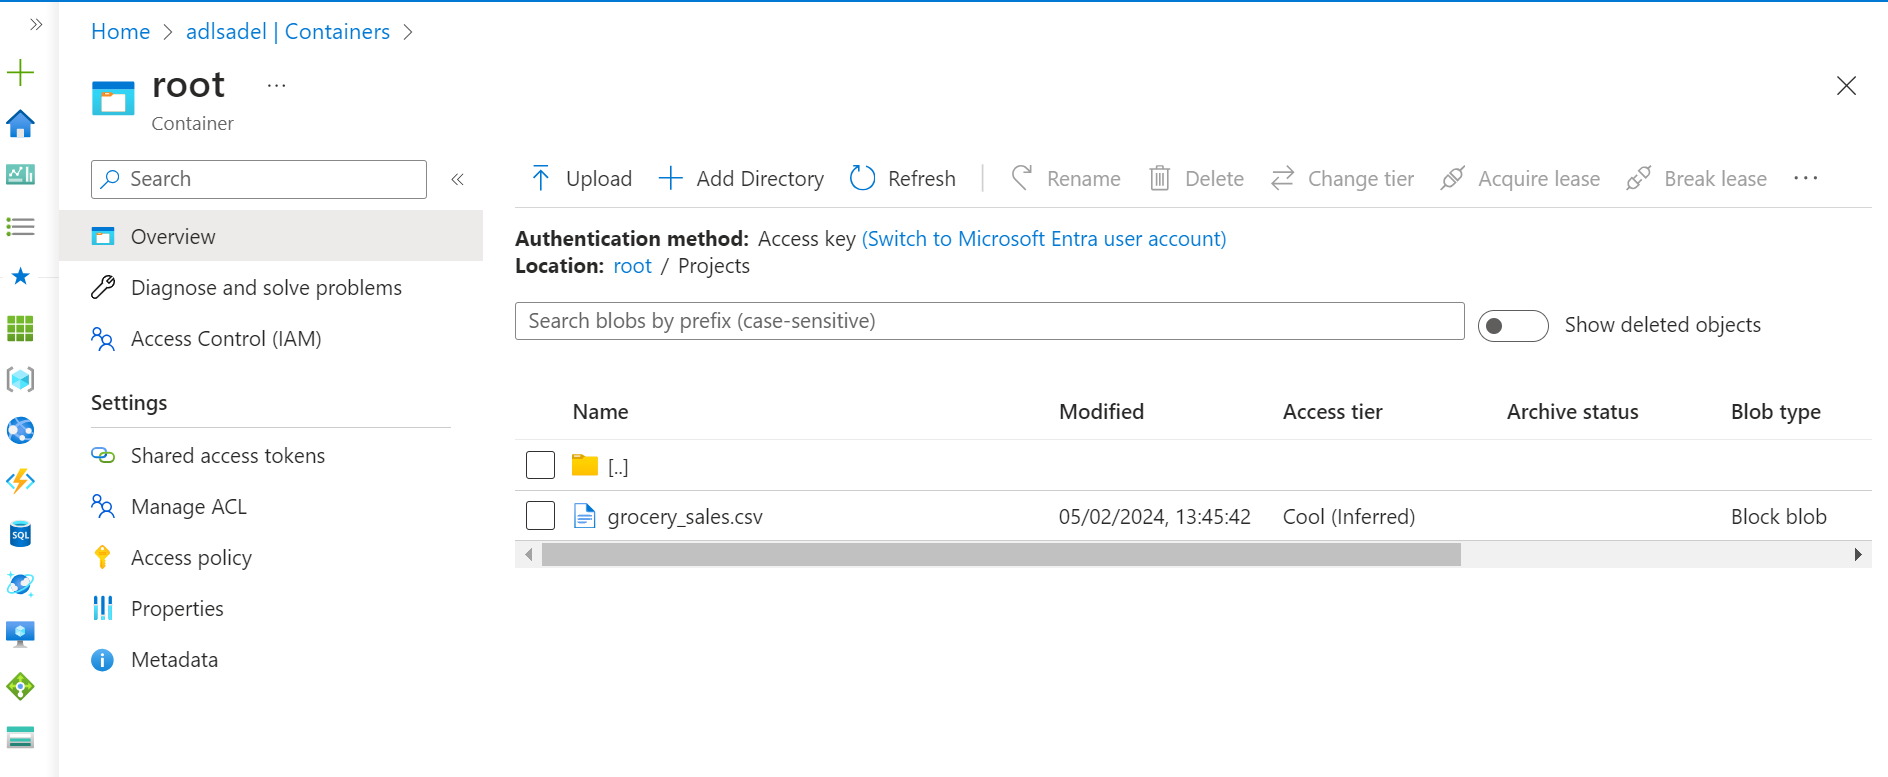 Home > adlsadel | Containers >
root ...
Container
Search
Overview
Diagnose and solve problems
Access Control (IAM)
Settings
Shared access tokens
Manage ACL
Access policy
Properties
Metadata
Upload Add Directory Refresh Rename Delete Change tier Acquire lease Break lease ...
Authentication method: Access key (Switch to Microsoft Entra user account)
Location: root / Projects
Search blobs by prefix (case-sensitive)
Show deleted objects
Name Modified Access tier Archive status Blob type
[..]
grocery_sales.csv 05/02/2024, 13:45:42 Cool (Inferred) Block blob
SQL